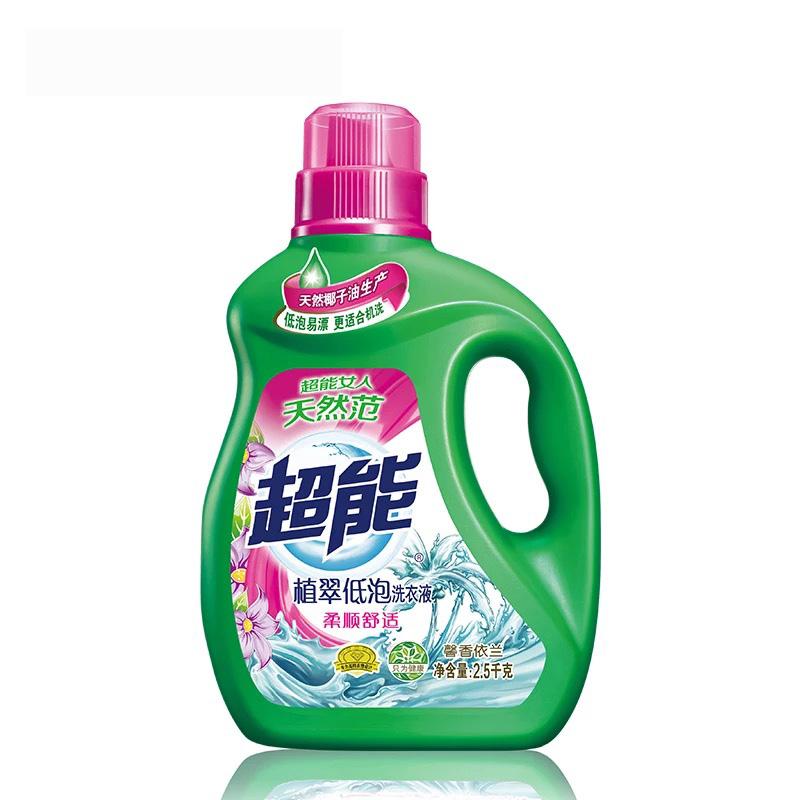 天然椰子油生产
低泡易漂 更适合机洗
超能女人
天然范
超能
®
植翠低泡洗衣液
柔顺舒适
馨香依兰
只为健康
净含量:2.5千克